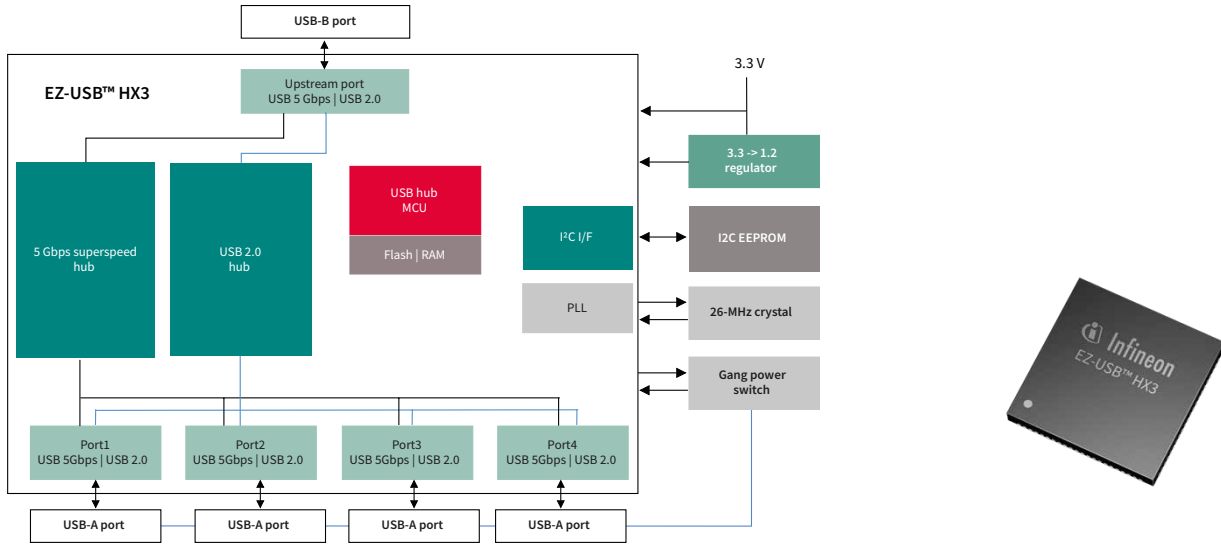 USB-B port
EZ-USB™ HX3
Upstream port
USB 5 Gbps | USB 2.0
3.3 V
3.3 -> 1.2
regulator
5 Gbps superspeed
hub
USB 2.0
hub
USB hub
MCU
Flash | RAM
I²C I/F
I2C EEPROM
PLL
26-MHz crystal
Gang power
switch
Port1
USB 5Gbps | USB 2.0
Port2
USB 5Gbps | USB 2.0
Port3
USB 5Gbps | USB 2.0
Port4
USB 5Gbps | USB 2.0
USB-A port
USB-A port
USB-A port
USB-A port
Infineon
EZ-USB™ HX3